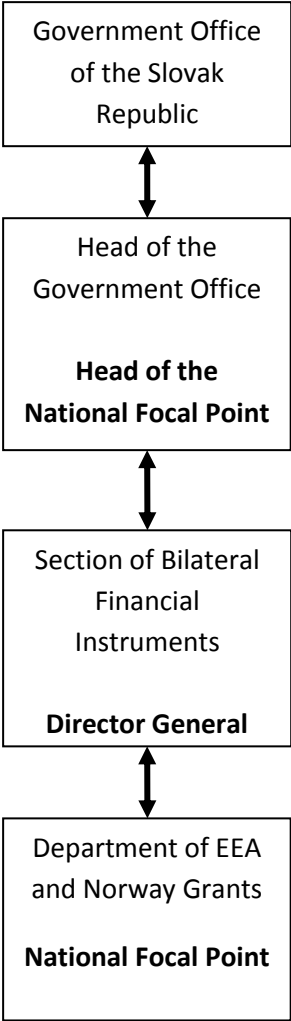 Government Office
of the Slovak
Republic
Head of the
Government Office
Head of the
National Focal Point
Section of Bilateral
Financial
Instruments
Director General
Department of EEA
and Norway Grants
National Focal Point